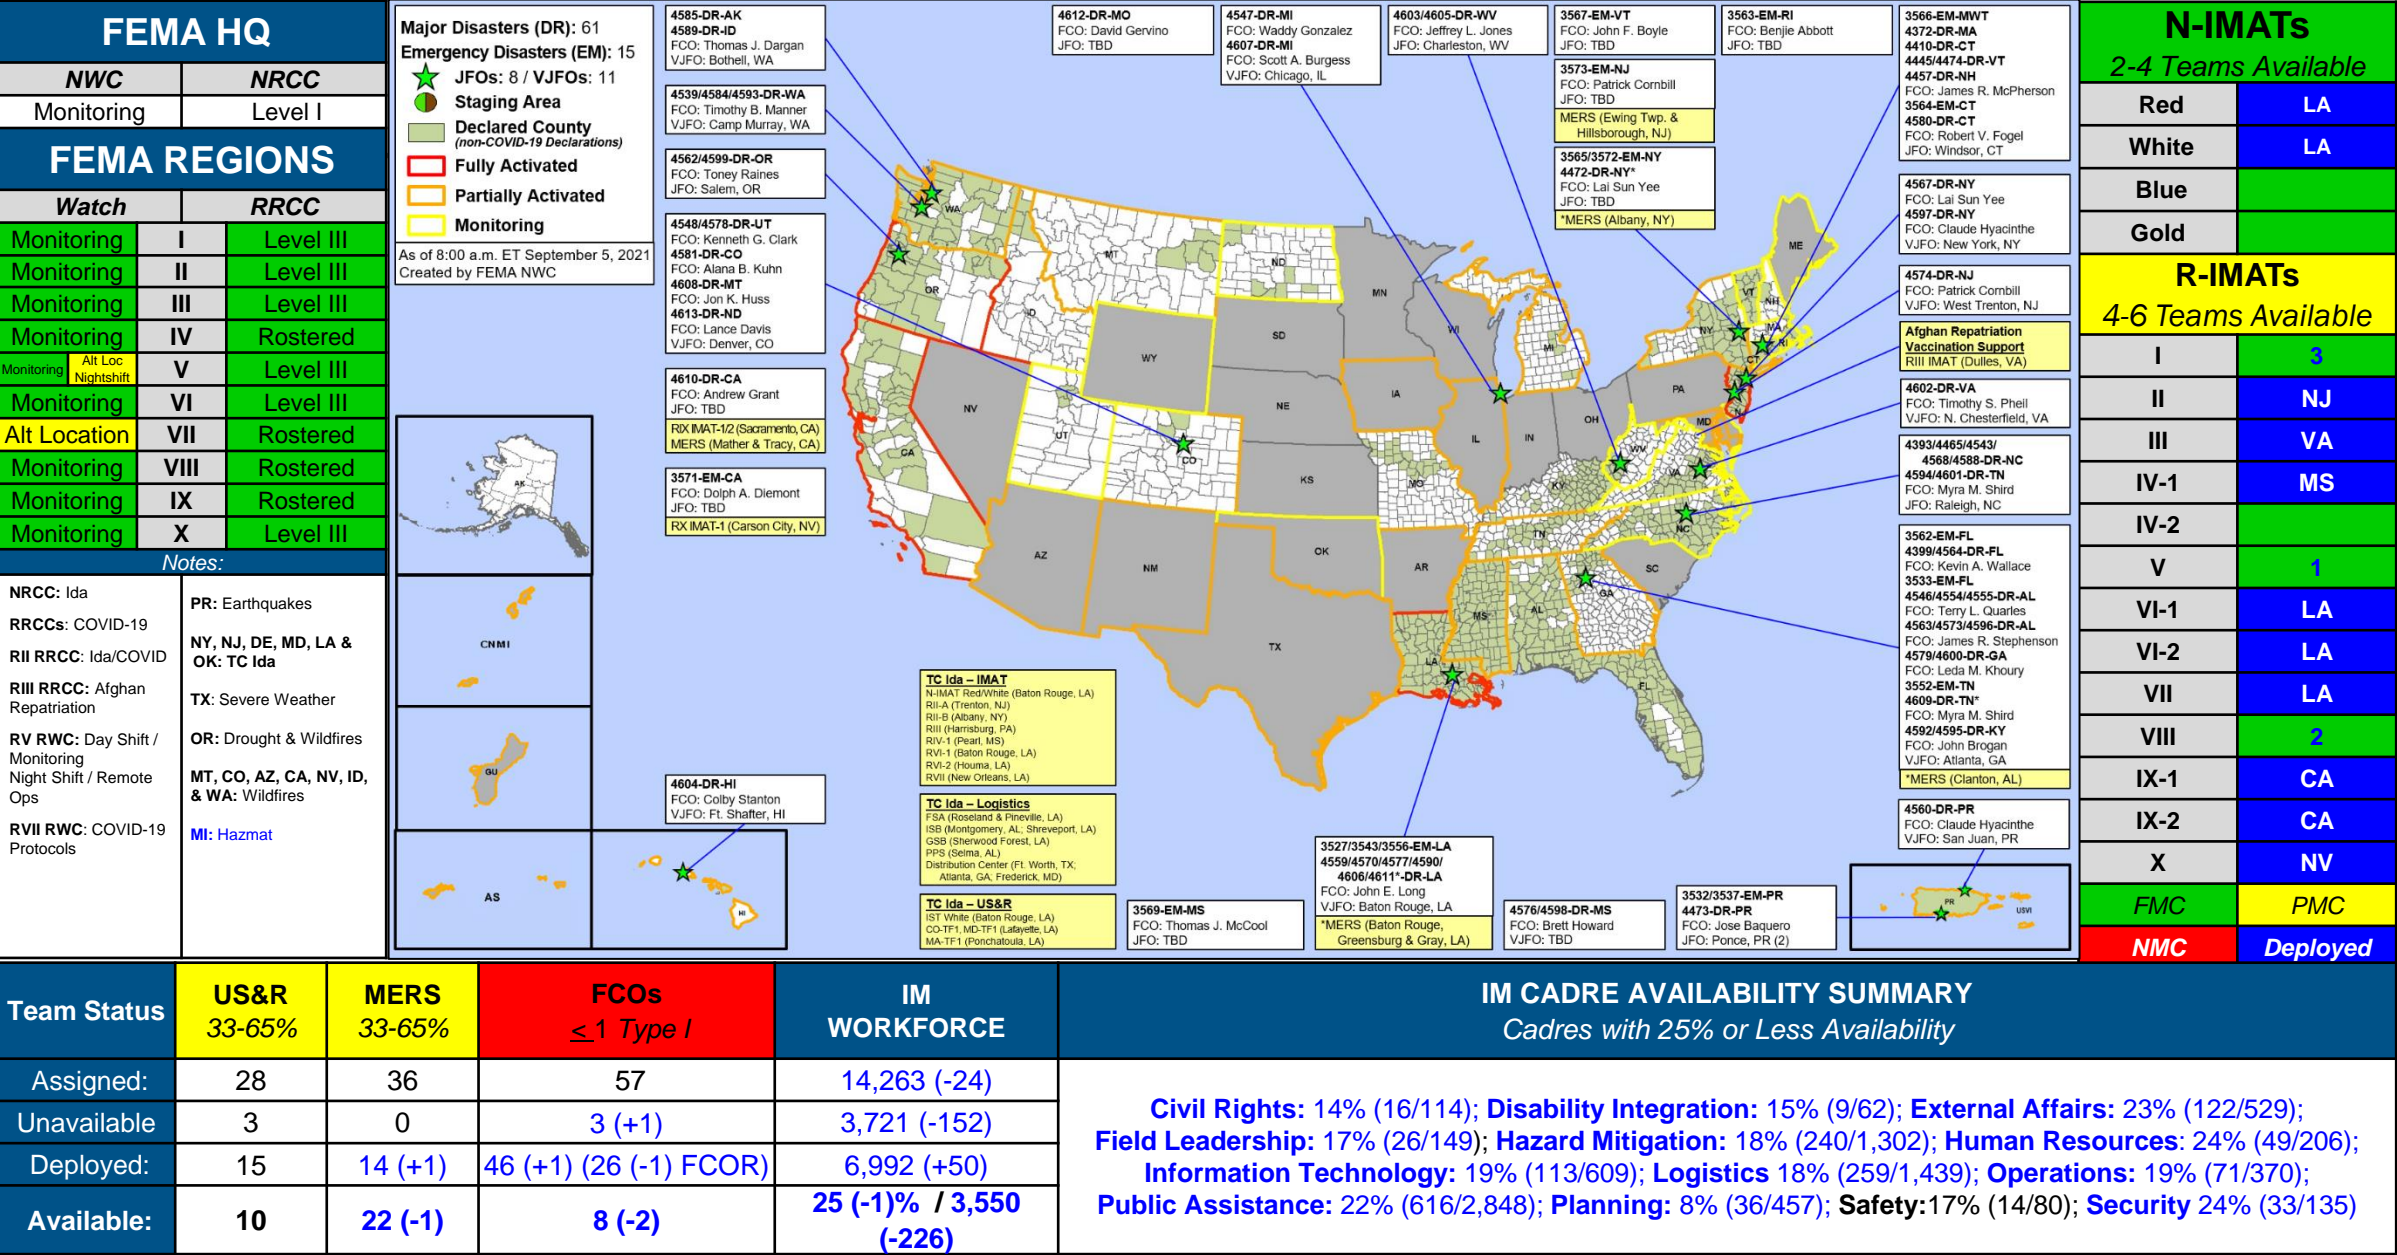 FEMA HQ
NWC NRCC
Monitoring Level I
FEMA REGIONS
Watch RRCC
Monitoring I Level III
Monitoring II Level III
Monitoring III Level III
Monitoring IV Rostered
Monitoring Alt Loc Nightshift V Level III
Monitoring VI Level III
Alt Location VII Rostered
Monitoring VIII Rostered
Monitoring IX Rostered
Monitoring X Level III
Notes:
NRCC: Ida
RRCCs: COVID-19
RII RRCC: Ida/COVID
RIII RRCC: Afghan
Repatriation
RV RWC: Day Shift /
Monitoring
Night Shift / Remote
Ops
RVII RWC: COVID-19
Protocols
PR: Earthquakes
NY, NJ, DE, MD, LA &
OK: TC Ida
TX: Severe Weather
OR: Drought & Wildfires
MT, CO, AZ, CA, NV, ID,
& WA: Wildfires
MI: Hazmat
Major Disasters (DR): 61
Emergency Disasters (EM): 15
JFOs: 8 / VJFOs: 11
Staging Area
Declared County
(non-COVID-19 Declarations)
Fully Activated
Partially Activated
Monitoring
As of 8:00 a.m. ET September 5, 2021
Created by FEMA NWC
4585-DR-AK
4589-DR-ID
FCO: Thomas J. Dargan
VJFO: Bothell, WA
4539/4584/4593-DR-WA
FCO: Timothy B. Manner
VJFO: Camp Murray, WA
4562/4599-DR-OR
FCO: Toney Raines
JFO: Salem, OR
4548/4578-DR-UT
FCO: Kenneth G. Clark
4581-DR-CO
FCO: Alana B. Kuhn
4608-DR-MT
FCO: Jon K. Huss
4613-DR-ND
FCO: Lance Davis
VJFO: Denver, CO
4610-DR-CA
FCO: Andrew Grant
JFO: TBD
RIX IMAT-1/2 (Sacramento, CA)
MERS (Mather & Tracy, CA)
3571-EM-CA
FCO: Dolph A. Diemont
JFO: TBD
RX IMAT-1 (Carson City, NV)
4604-DR-HI
FCO: Colby Stanton
VJFO: Ft. Shafter, HI
4612-DR-MO
FCO: David Gervino
JFO: TBD
4547-DR-MI
FCO: Waddy Gonzalez
4607-DR-MI
FCO: Scott A. Burgess
VJFO: Chicago, IL
4603/4605-DR-WV
FCO: Jeffrey L. Jones
JFO: Charleston, WV
3567-EM-VT
FCO: John F. Boyle
JFO: TBD
3573-EM-NJ
FCO: Patrick Cornbill
JFO: TBD
MERS (Ewing Twp. &
Hillsborough, NJ)
3565/3572-EM-NY
4472-DR-NY*
FCO: Lai Sun Yee
JFO: TBD
*MERS (Albany, NY)
3563-EM-RI
FCO: Benjie Abbott
JFO: TBD
3566-EM-MWT
4372-DR-MA
4410-DR-CT
4445/4474-DR-VT
4457-DR-NH
FCO: James R. McPherson
3564-EM-CT
4580-DR-CT
FCO: Robert V. Fogel
JFO: Windsor, CT
4567-DR-NY
FCO: Lai Sun Yee
4597-DR-NY
FCO: Claude Hyacinthe
VJFO: New York, NY
4574-DR-NJ
FCO: Patrick Cornbill
VJFO: West Trenton, NJ
Afghan Repatriation
Vaccination Support
RIII IMAT (Dulles, VA)
4602-DR-VA
FCO: Timothy S. Pheil
VJFO: N. Chesterfield, VA
4393/4465/4543/
4568/4588-DR-NC
4594/4601-DR-TN
FCO: Myra M. Shird
JFO: Raleigh, NC
3562-EM-FL
4399/4564-DR-FL
FCO: Kevin A. Wallace
3533-EM-FL
4546/4554/4555-DR-AL
FCO: Terry L. Quarles
4563/4573/4596-DR-AL
FCO: James R. Stephenson
4579/4600-DR-GA
FCO: Leda M. Khoury
3552-EM-TN
4609-DR-TN*
FCO: Myra M. Shird
4592/4595-DR-KY
FCO: John Brogan
VJFO: Atlanta, GA
*MERS (Clanton, AL)
4560-DR-PR
FCO: Claude Hyacinthe
VJFO: San Juan, PR
TC Ida – IMAT
N-IMAT Red/White (Baton Rouge, LA)
RII-A (Trenton, NJ)
RII-B (Albany, NY)
RIII (Harrisburg, PA)
RIV-1 (Pearl, MS)
RVI-1 (Baton Rouge, LA)
RVI-2 (Houma, LA)
RVII (New Orleans, LA)
TC Ida – Logistics
FSA (Roseland & Pineville, LA)
ISB (Montgomery, AL; Shreveport, LA)
GSB (Sherwood Forest, LA)
PPS (Selma, AL)
Distribution Center (Ft. Worth, TX;
Atlanta, GA; Frederick, MD)
TC Ida – US&R
IST White (Baton Rouge, LA)
CO-TF1, MD-TF1 (Lafayette, LA)
MA-TF1 (Ponchatoula, LA)
3569-EM-MS
FCO: Thomas J. McCool
JFO: TBD
3527/3543/3556-EM-LA
4559/4570/4577/4590/
4606/4611*-DR-LA
FCO: John E. Long
VJFO: Baton Rouge, LA
*MERS (Baton Rouge,
Greensburg & Gray, LA)
4576/4598-DR-MS
FCO: Brett Howard
VJFO: TBD
3532/3537-EM-PR
4473-DR-PR
FCO: Jose Baquero
JFO: Ponce, PR (2)
WA
OR
CA
NV
ID
MT
WY
UT
CO
AZ
NM
ND
SD
NE
KS
OK
TX
MN
IA
MO
AR
LA
WI
IL
IN
MI
OH
KY
TN
MS
AL
GA
FL
SC
NC
VA
WV
MD
PA
NJ
NY
CT
RI
MA
VT
NH
ME
AK
CNMI
GU
AS
HI
PR
USVI
N-IMATs
2-4 Teams Available
Red LA
White LA
Blue
Gold
R-IMATs
4-6 Teams Available
I 3
II NJ
III VA
IV-1 MS
IV-2
V 1
VI-1 LA
VI-2 LA
VII LA
VIII 2
IX-1 CA
IX-2 CA
X NV
FMC PMC
NMC Deployed
Team Status US&R 33-65% MERS 33-65% FCOs ≤ 1 Type I IM WORKFORCE
Assigned: 28 36 57 14,263 (-24)
Unavailable 3 0 3 (+1) 3,721 (-152)
Deployed: 15 14 (+1) 46 (+1) (26 (-1) FCOR) 6,992 (+50)
Available: 10 22 (-1) 8 (-2) 25 (-1)% / 3,550 (-226)
IM CADRE AVAILABILITY SUMMARY
Cadres with 25% or Less Availability
Civil Rights: 14% (16/114); Disability Integration: 15% (9/62); External Affairs: 23% (122/529);
Field Leadership: 17% (26/149); Hazard Mitigation: 18% (240/1,302); Human Resources: 24% (49/206);
Information Technology: 19% (113/609); Logistics 18% (259/1,439); Operations: 19% (71/370);
Public Assistance: 22% (616/2,848); Planning: 8% (36/457); Safety:17% (14/80); Security 24% (33/135)